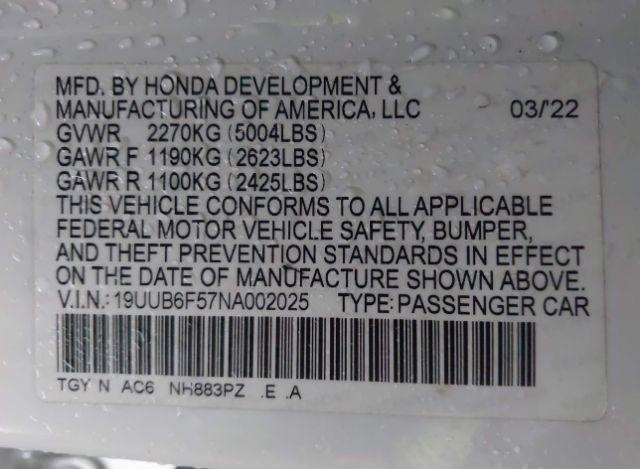 MFD. BY HONDA DEVELOPMENT &
MANUFACTURING OF AMERICA, LLC 03/'22
GVWR 2270KG (5004LBS)
GAWR F 1190KG (2623LBS)
GAWR R 1100KG (2425LBS)
THIS VEHICLE CONFORMS TO ALL APPLICABLE
FEDERAL MOTOR VEHICLE SAFETY, BUMPER,
AND THEFT PREVENTION STANDARDS IN EFFECT
ON THE DATE OF MANUFACTURE SHOWN ABOVE.
V.I.N.: 19UUB6F57NA002025 TYPE: PASSENGER CAR
TGY N AC6 NH883PZ .E .A